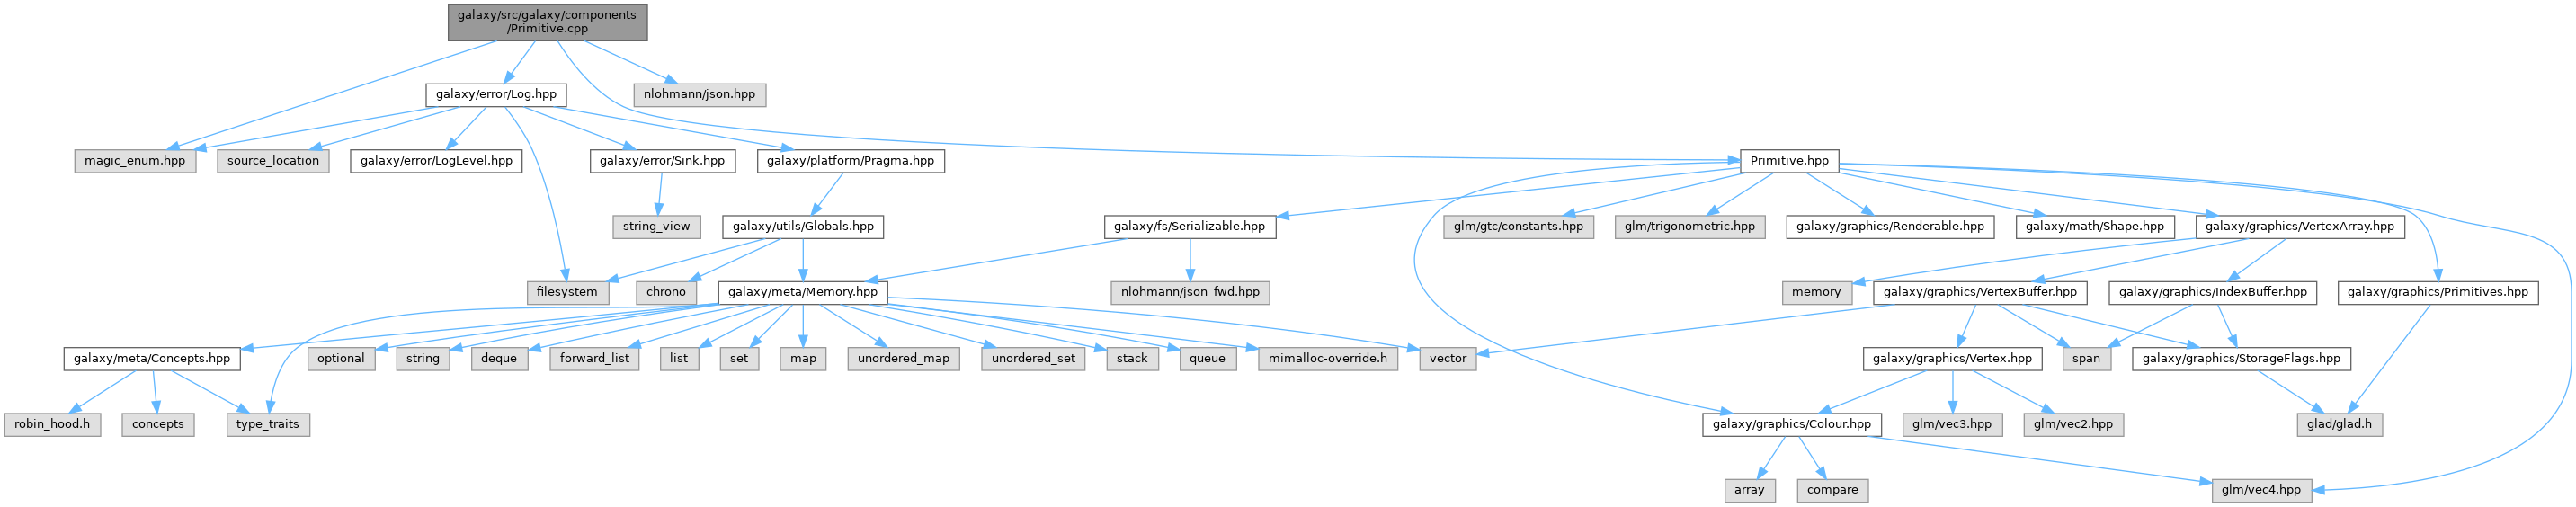 galaxy/src/galaxy/components
/Primitive.cpp
galaxy/error/Log.hpp
nlohmann/json.hpp
magic_enum.hpp
source_location
galaxy/error/LogLevel.hpp
galaxy/error/Sink.hpp
galaxy/platform/Pragma.hpp
Primitive.hpp
string_view
galaxy/utils/Globals.hpp
galaxy/fs/Serializable.hpp
glm/gtc/constants.hpp
glm/trigonometric.hpp
galaxy/graphics/Renderable.hpp
galaxy/math/Shape.hpp
galaxy/graphics/VertexArray.hpp
filesystem
chrono
galaxy/meta/Memory.hpp
nlohmann/json_fwd.hpp
memory
galaxy/graphics/VertexBuffer.hpp
galaxy/graphics/IndexBuffer.hpp
galaxy/graphics/Primitives.hpp
galaxy/meta/Concepts.hpp
optional
string
deque
forward_list
list
set
map
unordered_map
unordered_set
stack
queue
mimalloc-override.h
vector
galaxy/graphics/Vertex.hpp
span
galaxy/graphics/StorageFlags.hpp
robin_hood.h
concepts
type_traits
galaxy/graphics/Colour.hpp
glm/vec3.hpp
glm/vec2.hpp
glad/glad.h
array
compare
glm/vec4.hpp